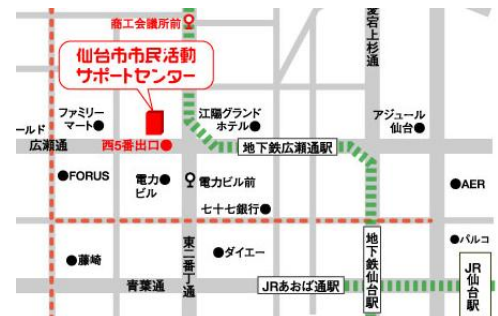 商工会議所前
愛宕上杉通
仙台市市民活動
サポートセンター
ファミリー
マート
江陽グランド
ホテル
アジュール
仙台
ールド
広瀬通
西5番出口
地下鉄広瀬通駅
FORUS
電力
ビル
電力ビル前
AER
七十七銀行
東二番丁通
地下鉄仙台駅
パルコ
藤崎
ダイエー
JR
仙台駅
青葉通
JRあおば通駅